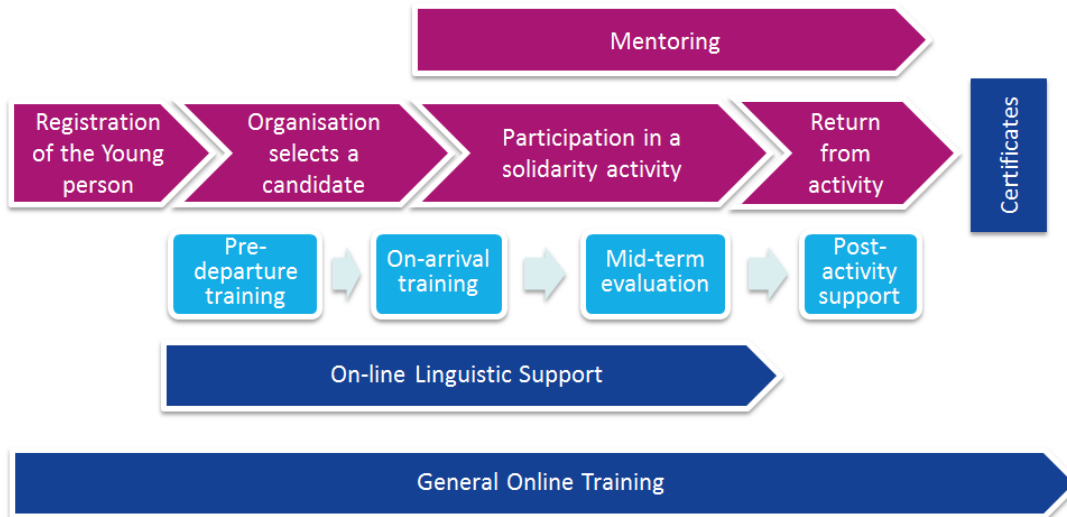 Mentoring
Registration
of the Young
person
Organisation
selects a
candidate
Participation in a
solidarity activity
Return
from
activity
Certificates
Pre-
departure
training
On-arrival
training
Mid-term
evaluation
Post-
activity
support
On-line Linguistic Support
General Online Training